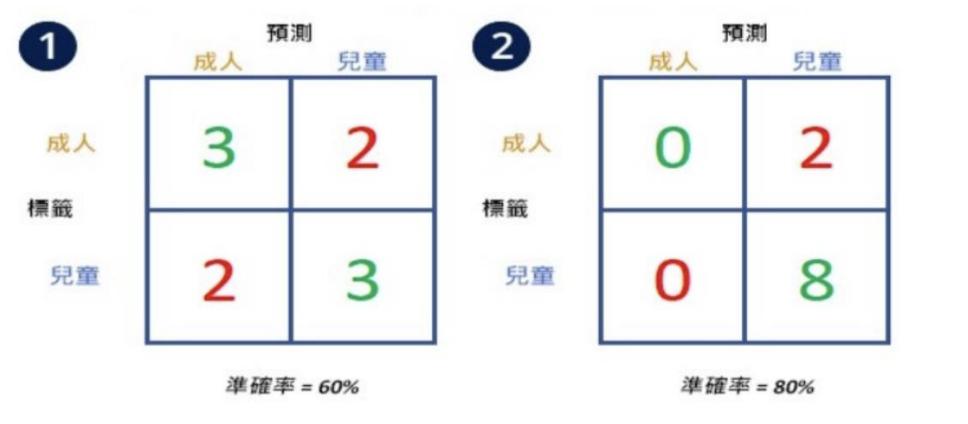 1
預測
成人 兒童
成人 3 2
標籤
兒童 2 3
準確率 = 60%
2
預測
成人 兒童
成人 0 2
標籤
兒童 0 8
準確率 = 80%